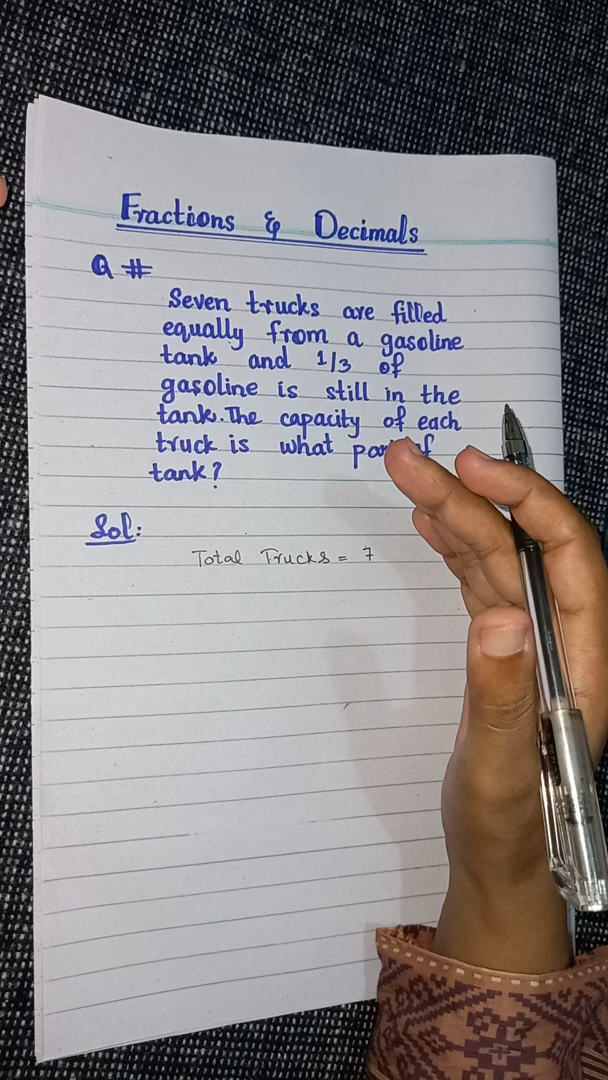 Fractions & Decimals
Q #
Seven trucks are filled
equally from a gasoline
tank and 1/3 of
gasoline is still in the
tank. The capacity of each
truck is what
tank?
Sol:
Total Trucks = 7